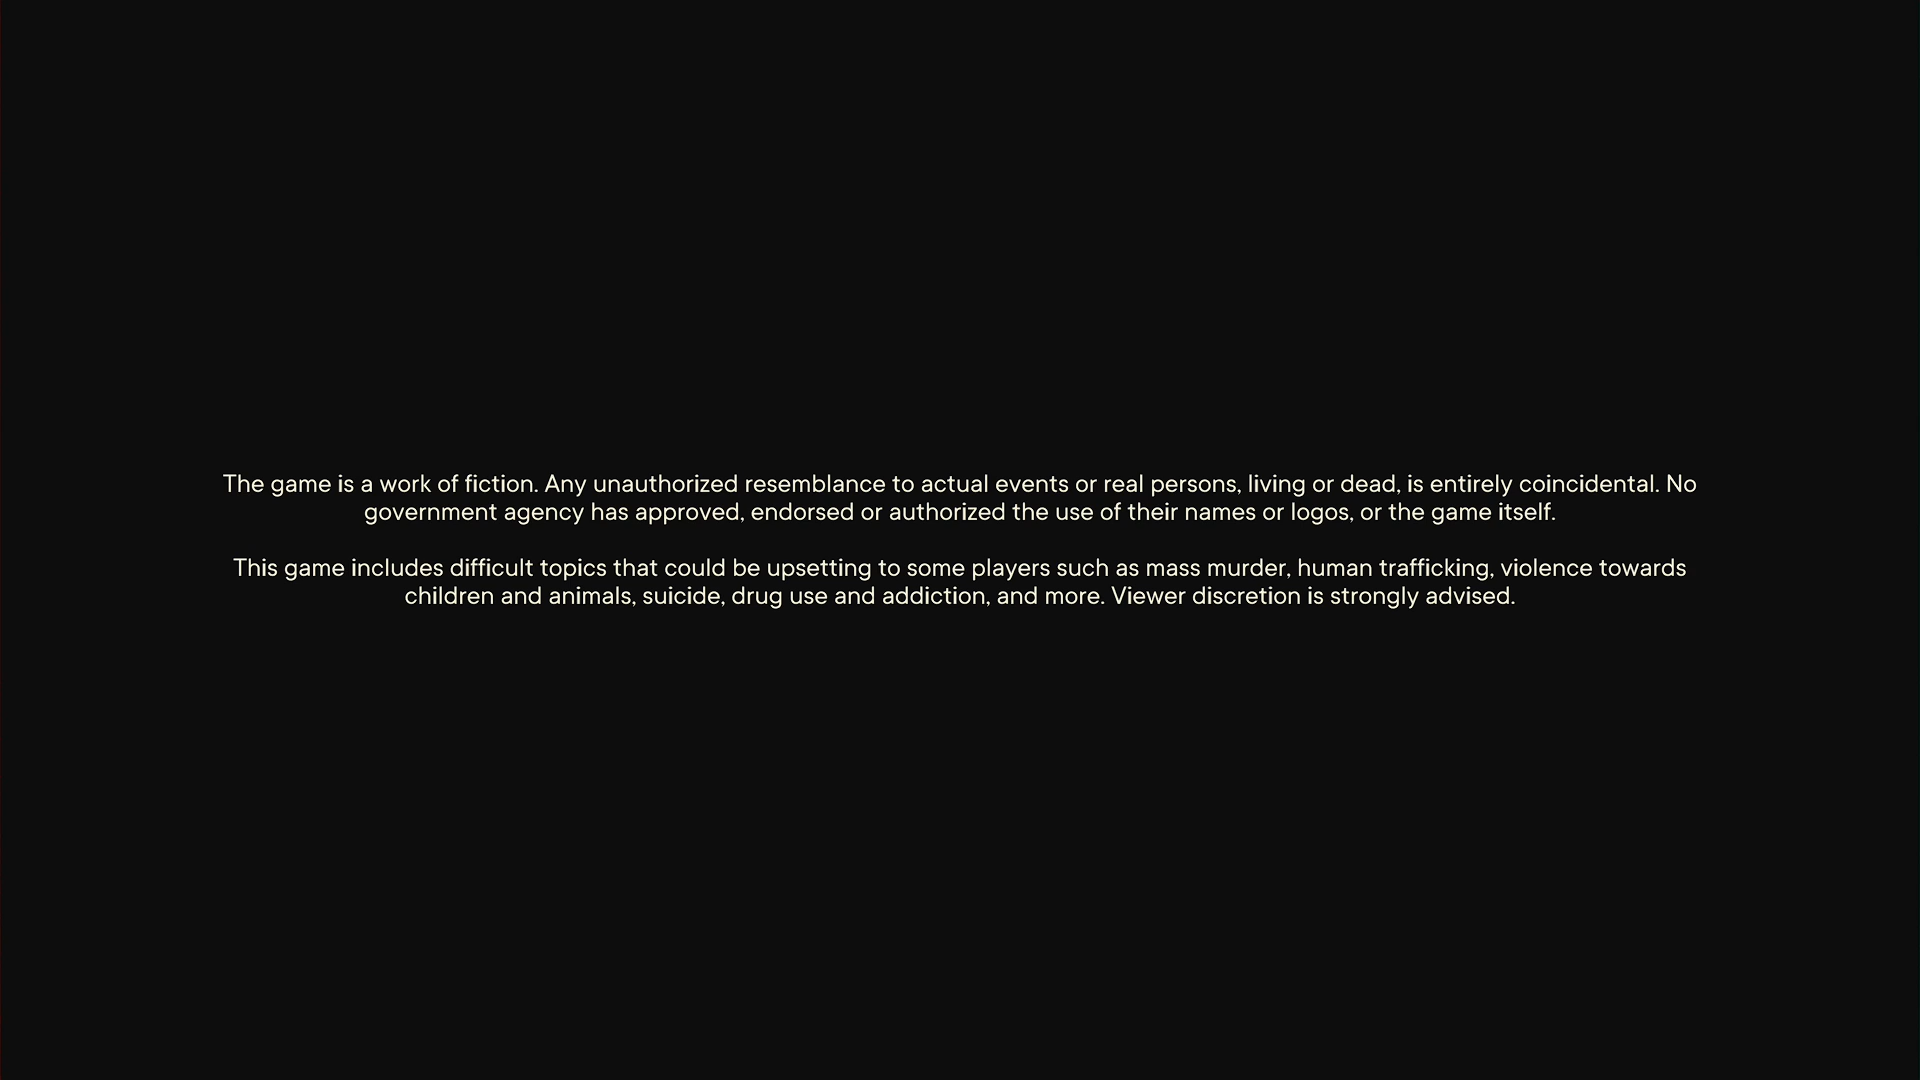 The game is a work of fiction. Any unauthorized resemblance to actual events or real persons, living or dead, is entirely coincidental. No
government agency has approved, endorsed or authorized the use of their names or logos, or the game itself.
This game includes difficult topics that could be upsetting to some players such as mass murder, human trafficking, violence towards
children and animals, suicide, drug use and addiction, and more. Viewer discretion is strongly advised.